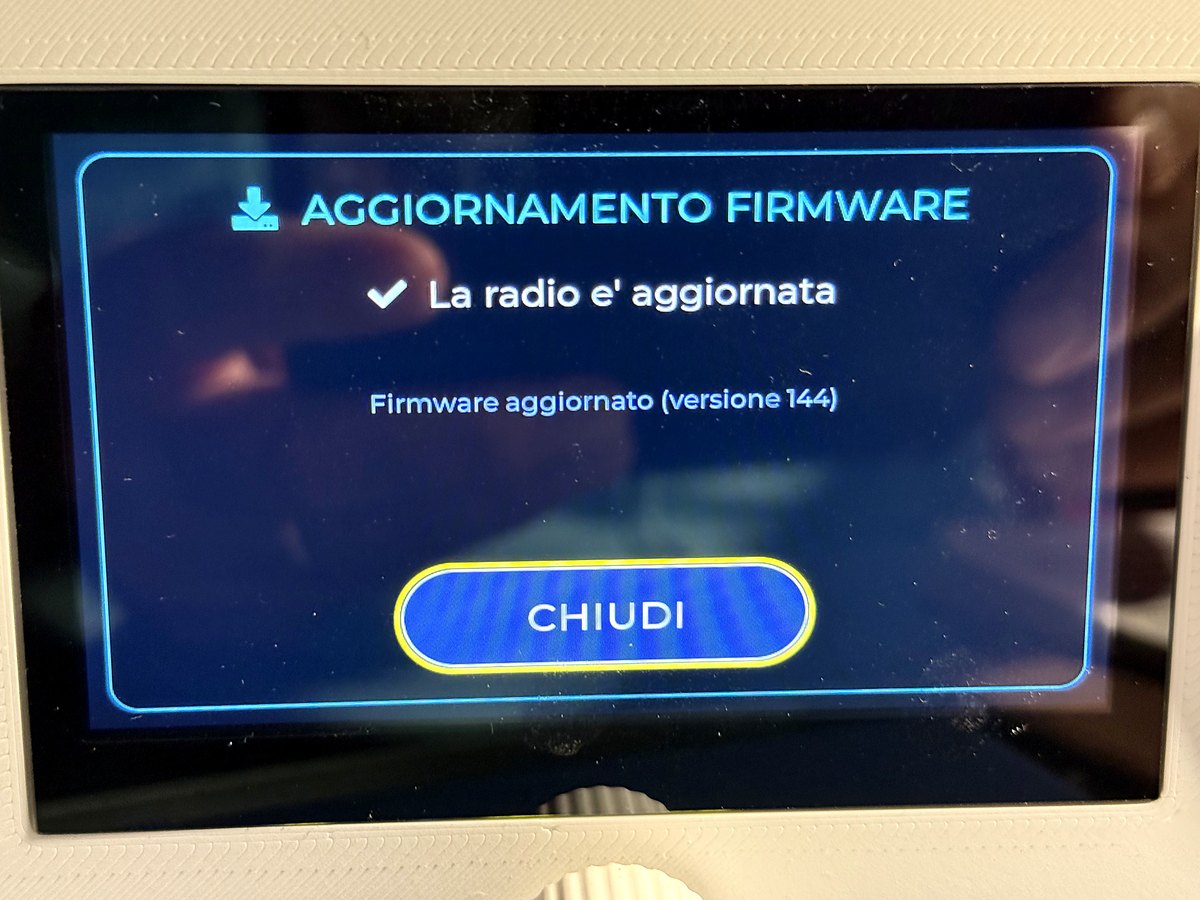 AGGIORNAMENTO FIRMWARE
La radio e' aggiornata
Firmware aggiornato (versione 144)
CHIUDI